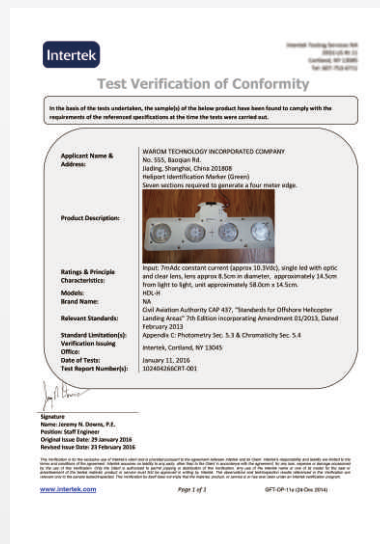 Intertek
Test Verification of Conformity
In the basis of the tests undertaken, the sample(s) of the below product have been found to comply with the
requirements of the referenced specifications at the time the tests were carried out.
Applicant Name &
Address:
WAROM TECHNOLOGY INCORPORATED COMPANY
No. 555, Baoqian Rd.
Jiading, Shanghai, China 201808
Product Description:
Heliport Identification Marker (Green)
Seven sections required to generate a four meter edge.
Ratings & Principle
Characteristics:
Input: 7mAdc constant current (approx 10.3Vdc), single led with optic
and clear lens, lens approx 8.5cm in diameter, approximately 14.5cm
from light to light, unit approximately 58.0cm x 14.5cm.
Models:
HDL-H
Brand Name:
NA
Relevant Standards:
Civil Aviation Authority CAP 437, "Standards for Offshore Helicopter
Landing Areas" 7th Edition incorporating Amendment 01/2013, Dated
February 2013
Standard Limitation(s):
Appendix C: Photometry Sec. 5.3 & Chromaticity Sec. 5.4
Verification Issuing
Office:
Intertek, Cortland, NY 13045
Date of Tests:
January 11, 2016
Test Report Number(s):
102404266CRT-001
Signature
Name: Jeremy N. Downs, P.E.
Position: Staff Engineer
Original Issue Date: 29 January 2016
Revised Issue Date: 23 February 2016
www.intertek.com
Page 1 of 1
GFT-OP-11c (24-Dec 2014)